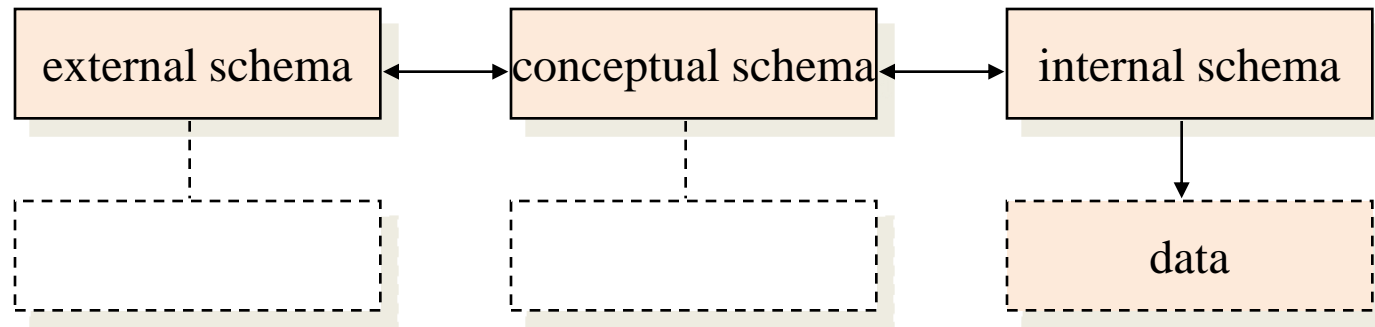 external schema
conceptual schema
internal schema
data